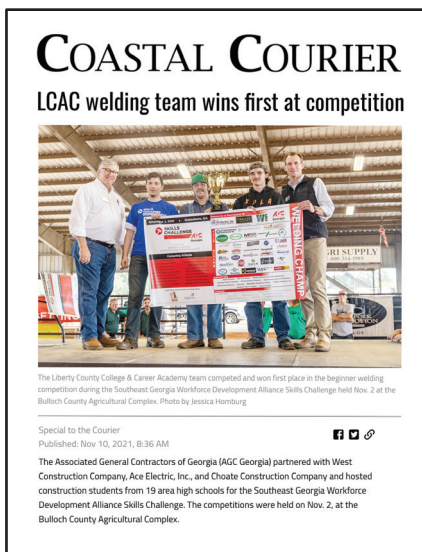 COASTAL COURIER
LCAC welding team wins first at competition
SKILLS
CHALLENGE
AGC
Georgia
WELDING CHAMP
GRI SUPPLY
The Liberty County College & Career Academy team competed and won first place in the beginner welding
competition during the Southeast Georgia Workforce Development Alliance Skills Challenge held Nov. 2 at the
Bulloch County Agricultural Complex. Photo by Jessica Homburg
Special to the Courier
Published: Nov 10, 2021, 8:36 AM
The Associated General Contractors of Georgia (AGC Georgia) partnered with West
Construction Company, Ace Electric, Inc., and Choate Construction Company and hosted
construction students from 19 area high schools for the Southeast Georgia Workforce
Development Alliance Skills Challenge. The competitions were held on Nov. 2, at the
Bulloch County Agricultural Complex.